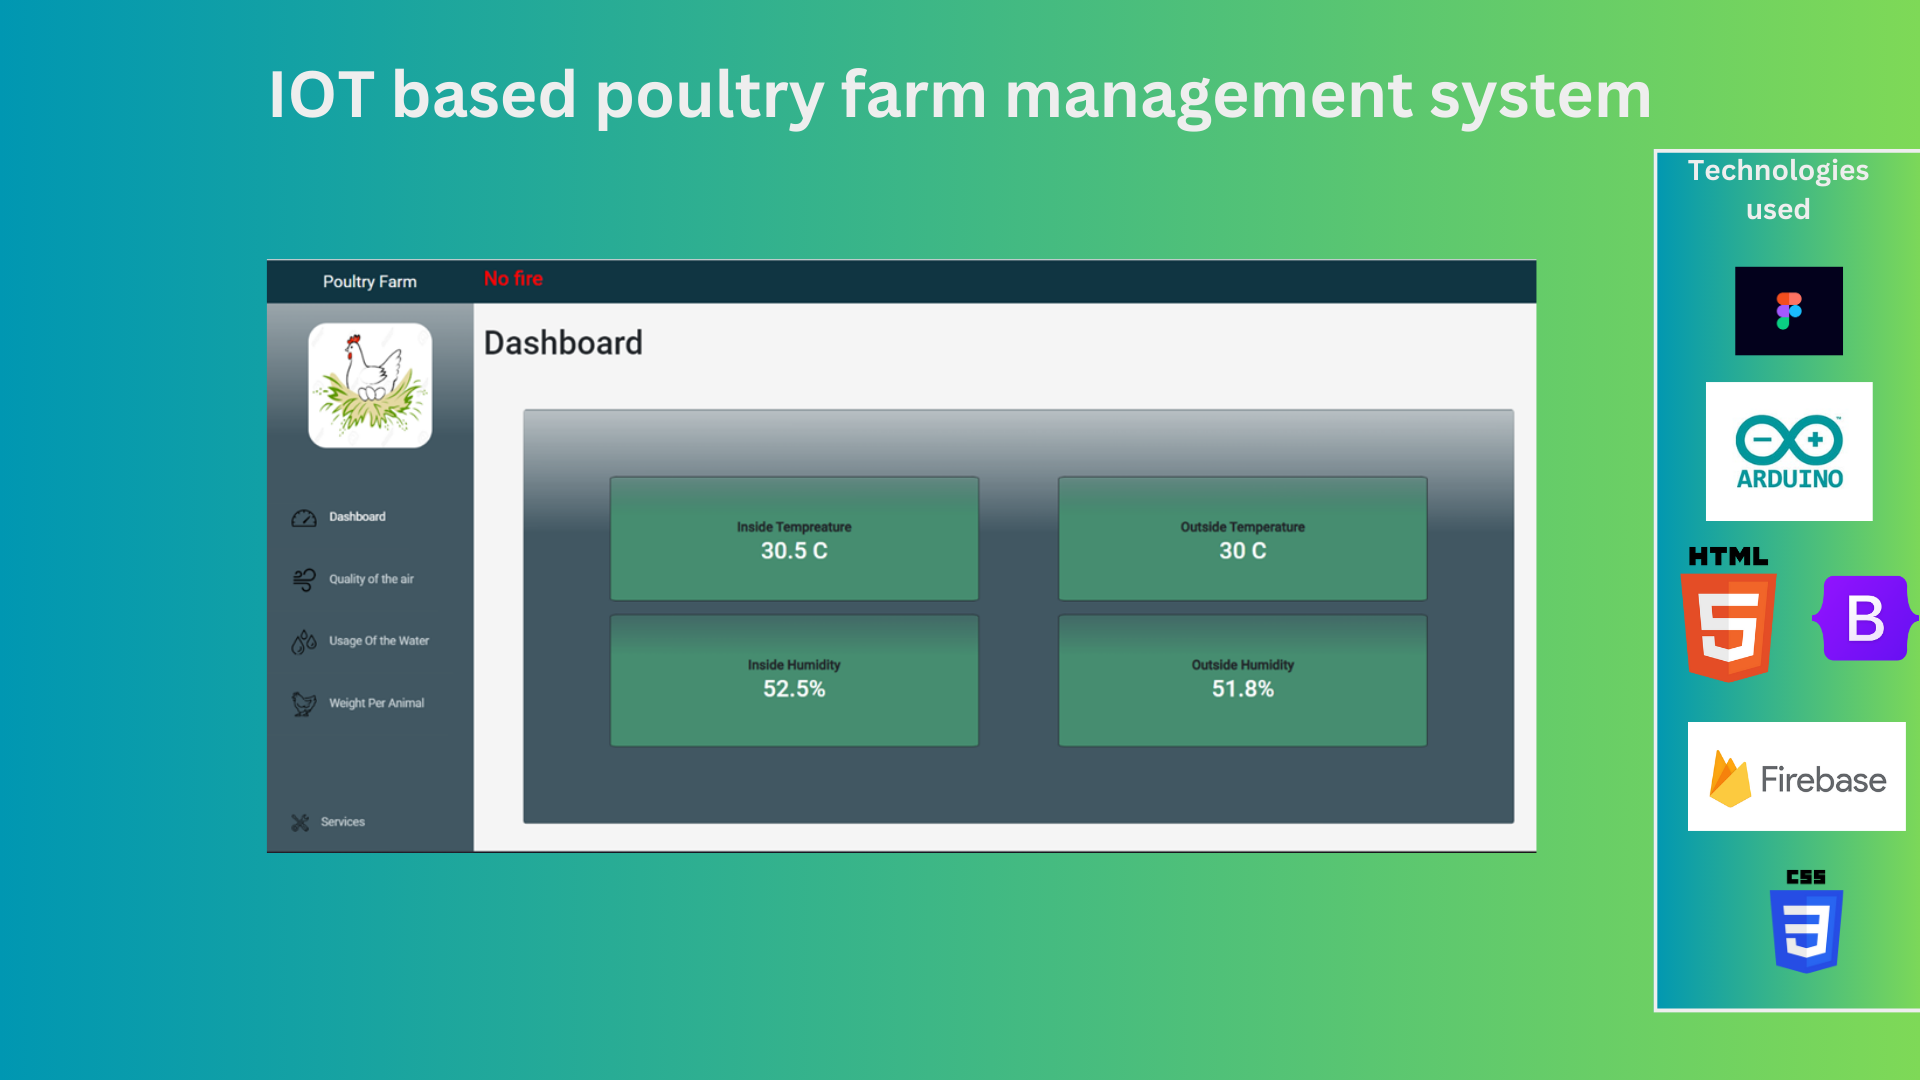 IOT based poultry farm management system
Technologies
used
Poultry Farm
No fire
Dashboard
Dashboard
Quality of the air
Usage Of the Water
Weight Per Animal
Services
Inside Tempreature
30.5 C
Outside Temperature
30 C
Inside Humidity
52.5%
Outside Humidity
51.8%
ARDUINO
TM
HTML
5
B
Firebase
CSS
3